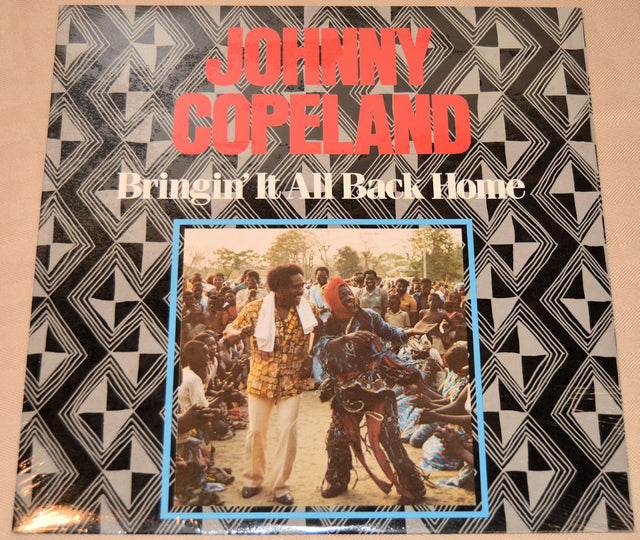 JOHNNY
COPELAND
Bringin' It All Back Home